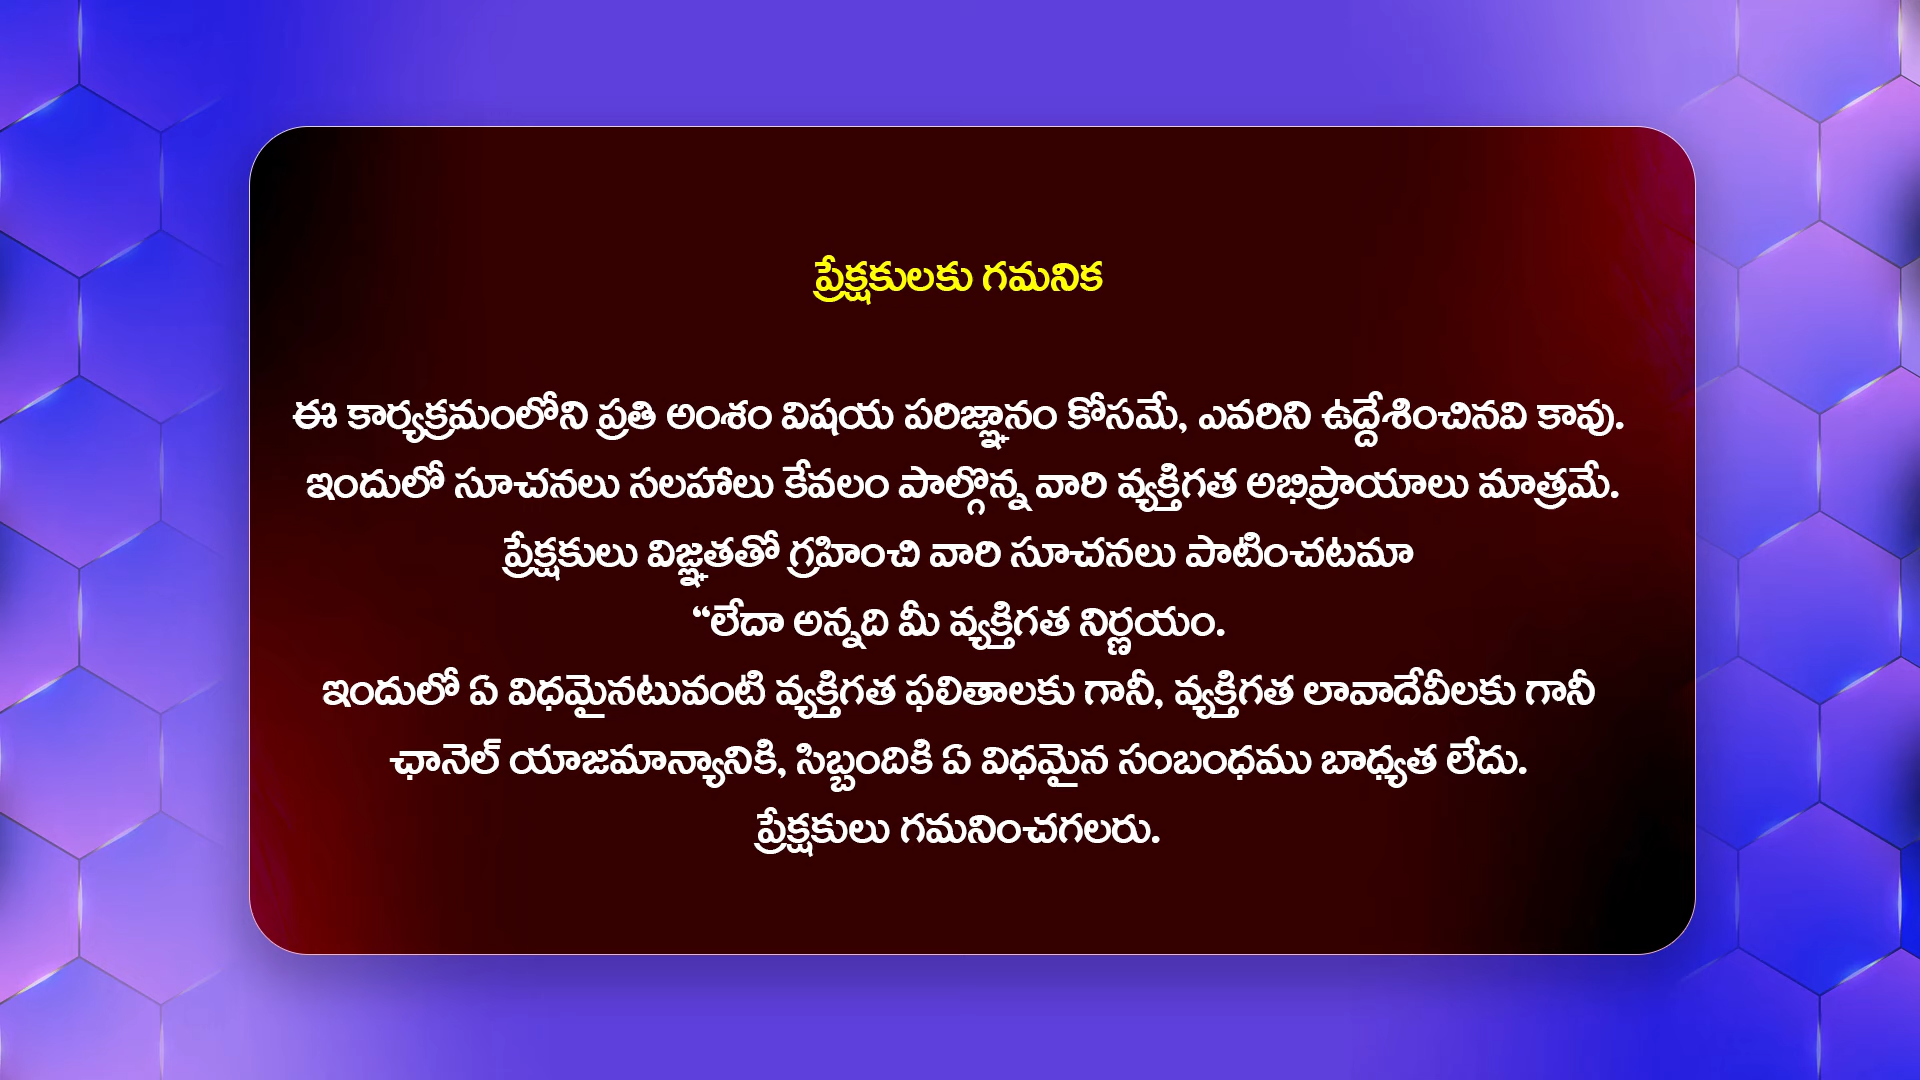 ప్రేక్షకులకు గమనిక
ఈ కార్యక్రమంలోని ప్రతి అంశం విషయ పరిజ్ఞానం కోసమే, ఎవరిని ఉద్దేశించినవి కావు.
ఇందులో సూచనలు సలహాలు కేవలం పాల్గొన్న వారి వ్యక్తిగత అభిప్రాయాలు మాత్రమే.
ప్రేక్షకులు విజ్ఞతతో గ్రహించి వారి సూచనలు పాటించటమా
“లేదా అన్నది మీ వ్యక్తిగత నిర్ణయం.
ఇందులో ఏ విధమైనటువంటి వ్యక్తిగత ఫలితాలకు గానీ, వ్యక్తిగత లావాదేవీలకు గానీ
ఛానెల్ యాజమాన్యానికి, సిబ్బందికి ఏ విధమైన సంబంధము బాధ్యత లేదు.
ప్రేక్షకులు గమనించగలరు.